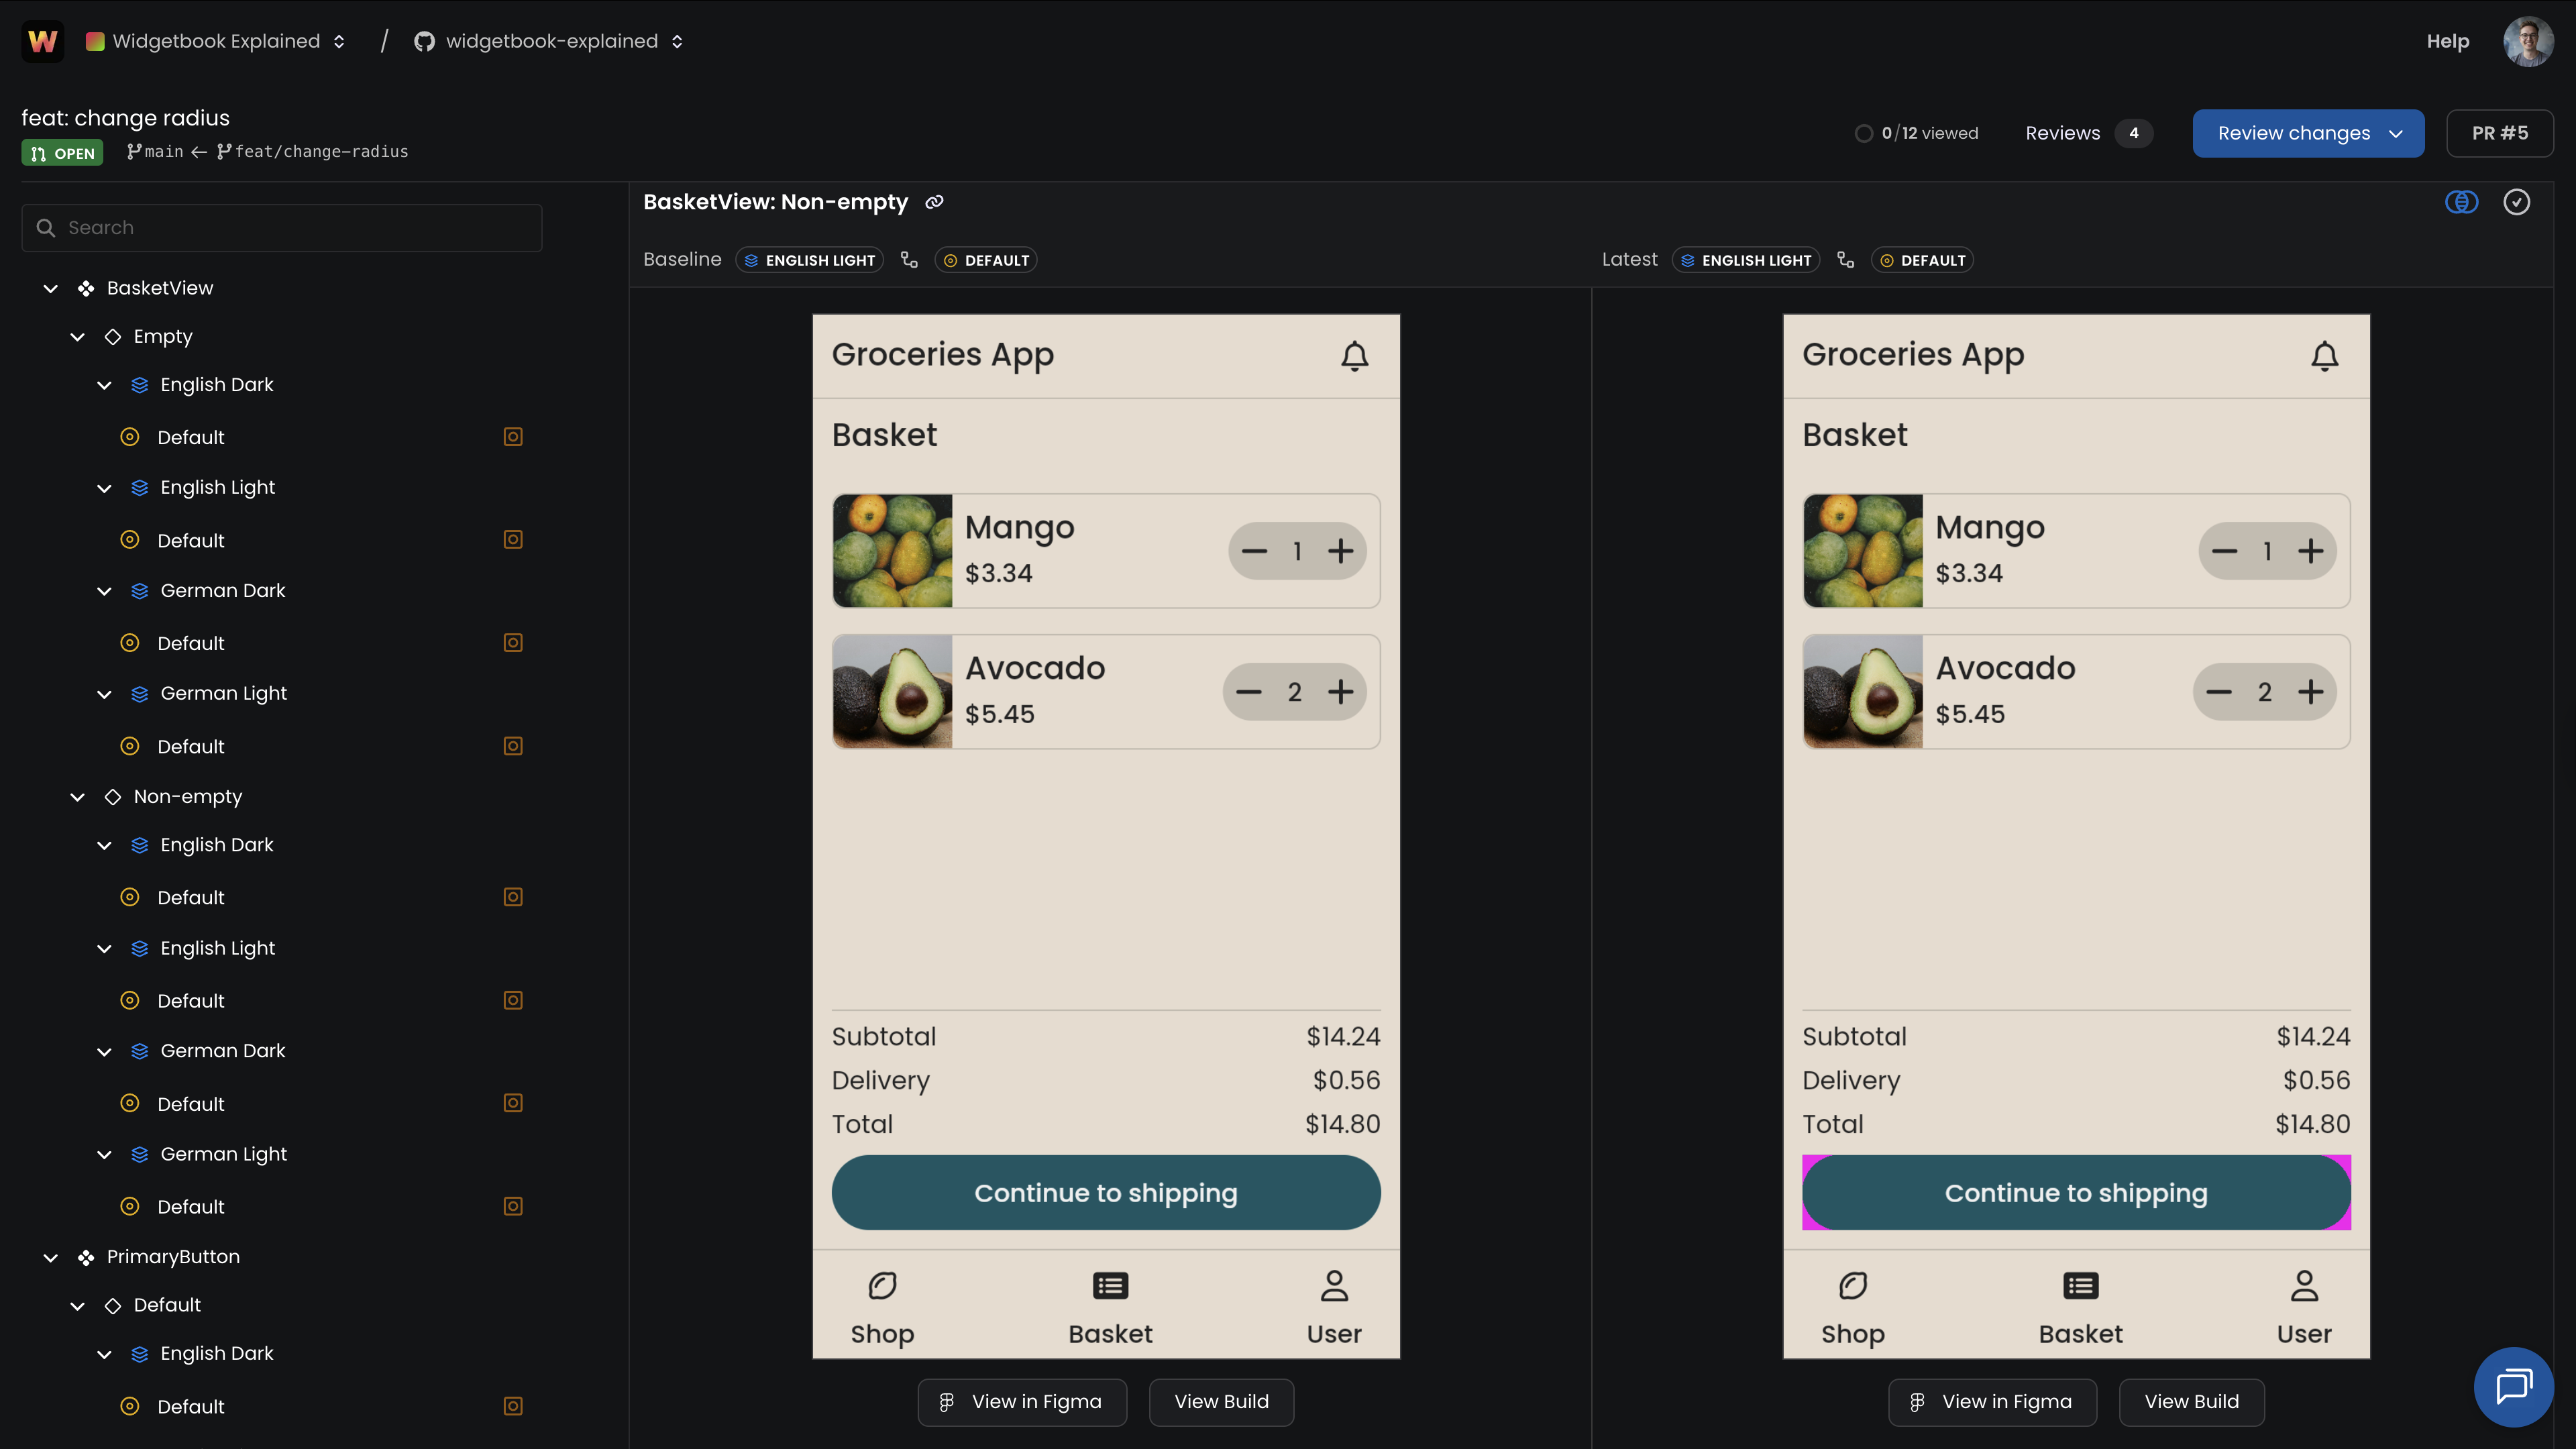 W Widgetbook Explained / widgetbook-explained Help
feat: change radius
OPEN main ← feat/change-radius
0/12 viewed Reviews 4 Review changes PR #5
Search
BasketView
Empty
English Dark
Default
English Light
Default
German Dark
Default
German Light
Default
Non-empty
English Dark
Default
English Light
Default
German Dark
Default
German Light
Default
PrimaryButton
Default
English Dark
Default
BasketView: Non-empty
Baseline ENGLISH LIGHT DEFAULT
Groceries App
Basket
Mango
$3.34
1
Avocado
$5.45
2
Subtotal $14.24
Delivery $0.56
Total $14.80
Continue to shipping
Shop Basket User
View in Figma View Build
Latest ENGLISH LIGHT DEFAULT
Groceries App
Basket
Mango
$3.34
1
Avocado
$5.45
2
Subtotal $14.24
Delivery $0.56
Total $14.80
Continue to shipping
Shop Basket User
View in Figma View Build